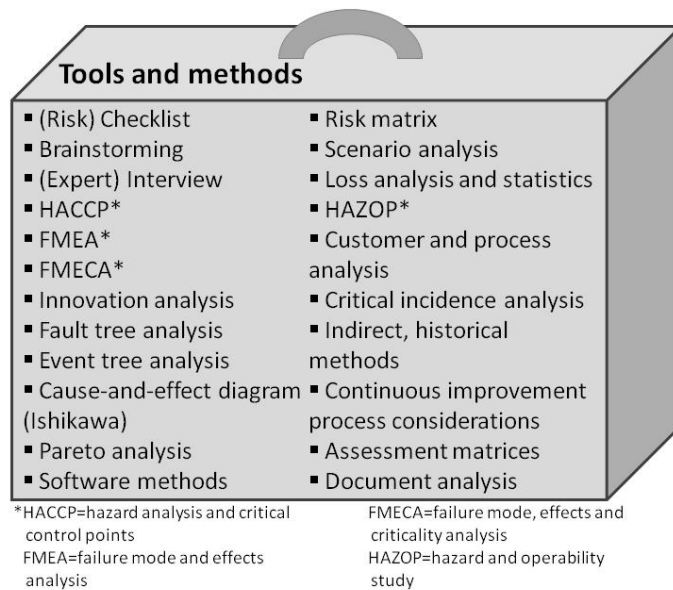 Tools and methods
▪ (Risk) Checklist
▪ Brainstorming
▪ (Expert) Interview
▪ HACCP*
▪ FMEA*
▪ FMECA*
▪ Innovation analysis
▪ Fault tree analysis
▪ Event tree analysis
▪ Cause-and-effect diagram
(Ishikawa)
▪ Pareto analysis
▪ Software methods
▪ Risk matrix
▪ Scenario analysis
▪ Loss analysis and statistics
▪ HAZOP*
▪ Customer and process
analysis
▪ Critical incidence analysis
▪ Indirect, historical
methods
▪ Continuous improvement
process considerations
▪ Assessment matrices
▪ Document analysis
*HACCP=hazard analysis and critical
control points
FMEA=failure mode and effects
analysis
FMECA=failure mode, effects and
criticality analysis
HAZOP=hazard and operability
study